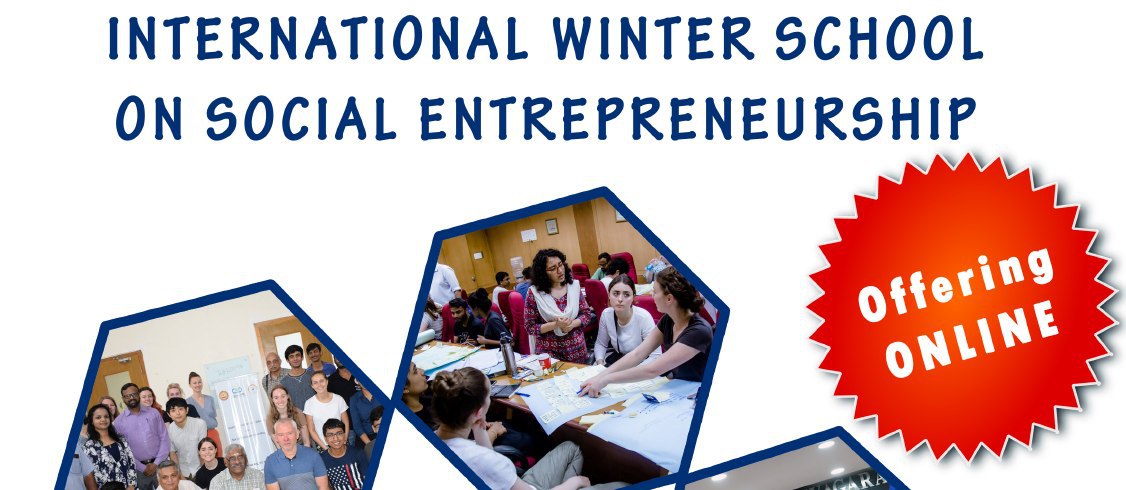 INTERNATIONAL WINTER SCHOOL
ON SOCIAL ENTREPRENEURSHIP
Offering
ONLINE